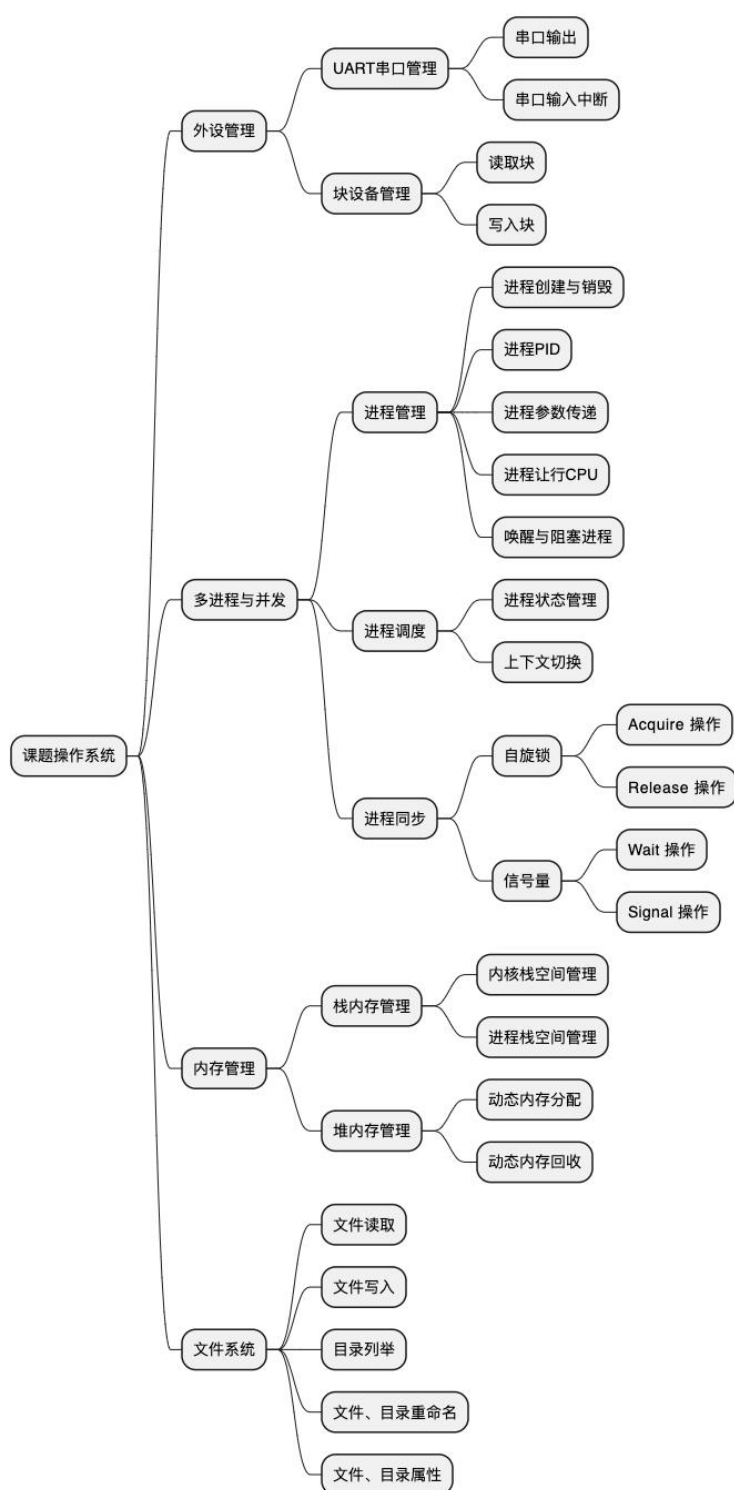 课题操作系统
外设管理
UART串口管理
串口输出
串口输入中断
块设备管理
读取块
写入块
多进程与并发
进程管理
进程创建与销毁
进程PID
进程参数传递
进程让行CPU
唤醒与阻塞进程
进程调度
进程状态管理
上下文切换
进程同步
自旋锁
Acquire 操作
Release 操作
信号量
Wait 操作
Signal 操作
内存管理
栈内存管理
内核栈空间管理
进程栈空间管理
堆内存管理
动态内存分配
动态内存回收
文件系统
文件读取
文件写入
目录列举
文件、目录重命名
文件、目录属性